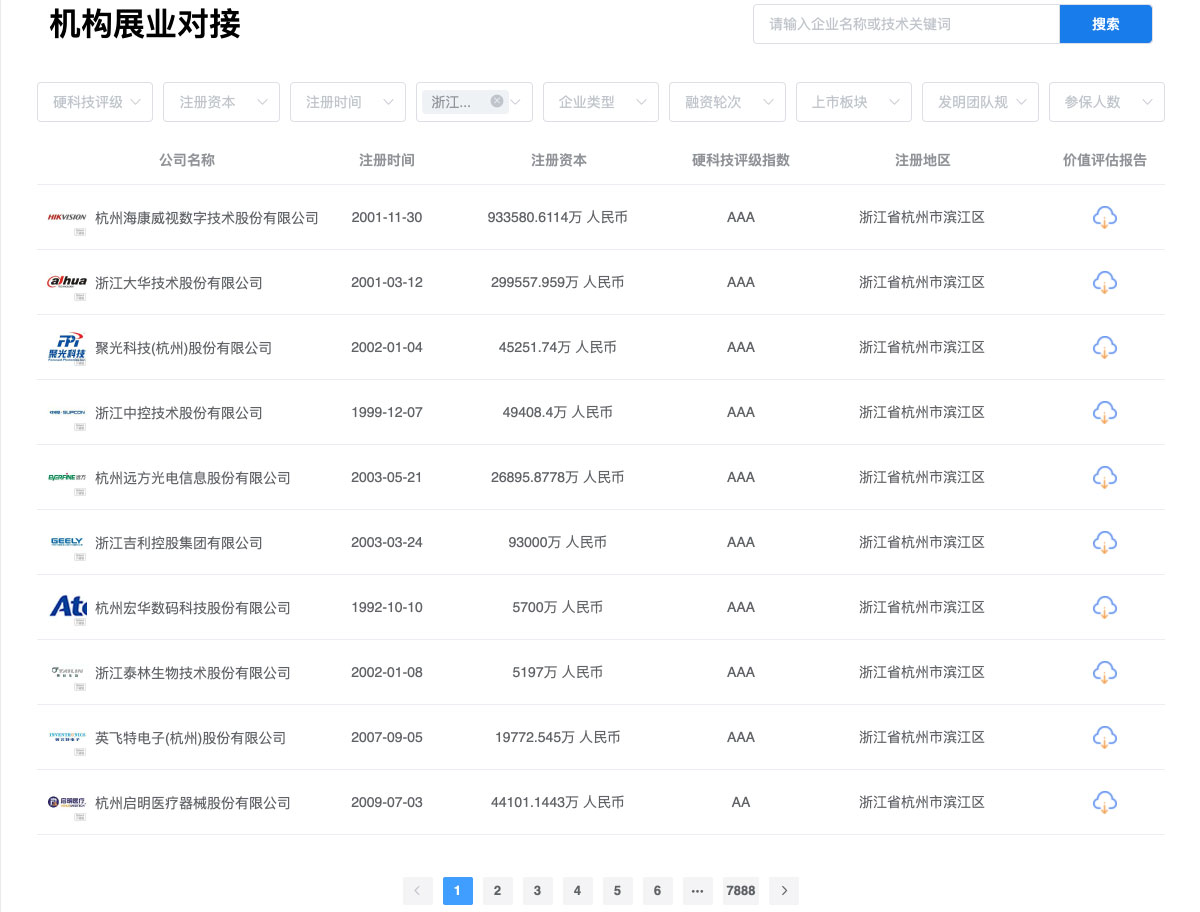 机构展业对接
请输入企业名称或技术关键词
搜索
硬科技评级
注册资本
注册时间
浙江...
企业类型
融资轮次
上市板块
发明团队规
参保人数
公司名称 注册时间 注册资本 硬科技评级指数 注册地区 价值评估报告
HIKVISION 杭州海康威视数字技术股份有限公司 2001-11-30 933580.6114万 人民币 AAA 浙江省杭州市滨江区
alhua 浙江大华技术股份有限公司 2001-03-12 299557.959万 人民币 AAA 浙江省杭州市滨江区
FPi 聚光科技 聚光科技(杭州)股份有限公司 2002-01-04 45251.74万 人民币 AAA 浙江省杭州市滨江区
SUPCON 浙江中控技术股份有限公司 1999-12-07 49408.4万 人民币 AAA 浙江省杭州市滨江区
杭州远方光电信息股份有限公司 2003-05-21 26895.8778万 人民币 AAA 浙江省杭州市滨江区
GEELY 浙江吉利控股集团有限公司 2003-03-24 93000万 人民币 AAA 浙江省杭州市滨江区
杭州宏华数码科技股份有限公司 1992-10-10 5700万 人民币 AAA 浙江省杭州市滨江区
浙江泰林生物技术股份有限公司 2002-01-08 5197万 人民币 AAA 浙江省杭州市滨江区
英飞特电子(杭州)股份有限公司 2007-09-05 19772.545万 人民币 AAA 浙江省杭州市滨江区
启明医疗 杭州启明医疗器械股份有限公司 2009-07-03 44101.1443万 人民币 AA 浙江省杭州市滨江区
1 2 3 4 5 6 ··· 7888